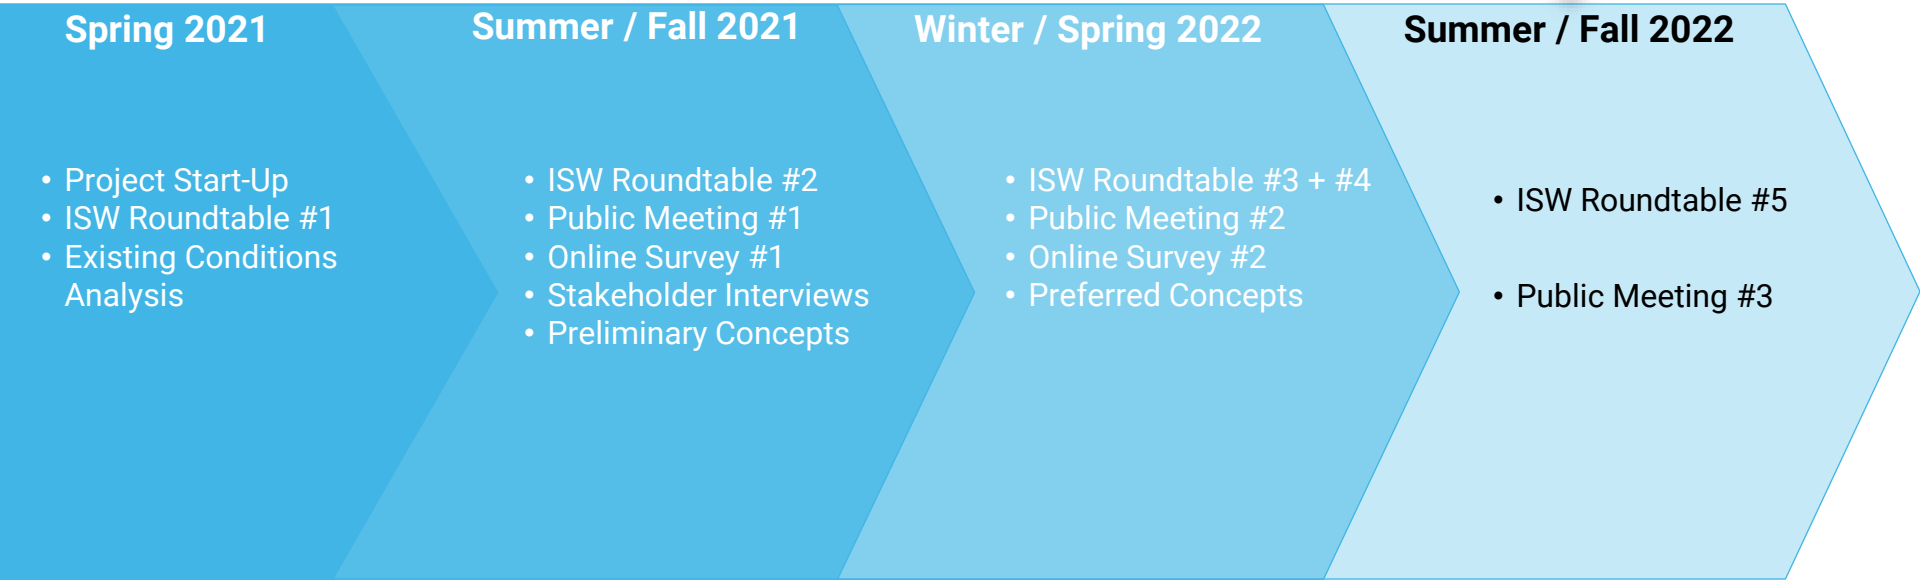 Spring 2021
• Project Start-Up
• ISW Roundtable #1
• Existing Conditions
Analysis
Summer / Fall 2021
• ISW Roundtable #2
• Public Meeting #1
• Online Survey #1
• Stakeholder Interviews
• Preliminary Concepts
Winter / Spring 2022
• ISW Roundtable #3 + #4
• Public Meeting #2
• Online Survey #2
• Preferred Concepts
Summer / Fall 2022
• ISW Roundtable #5
• Public Meeting #3